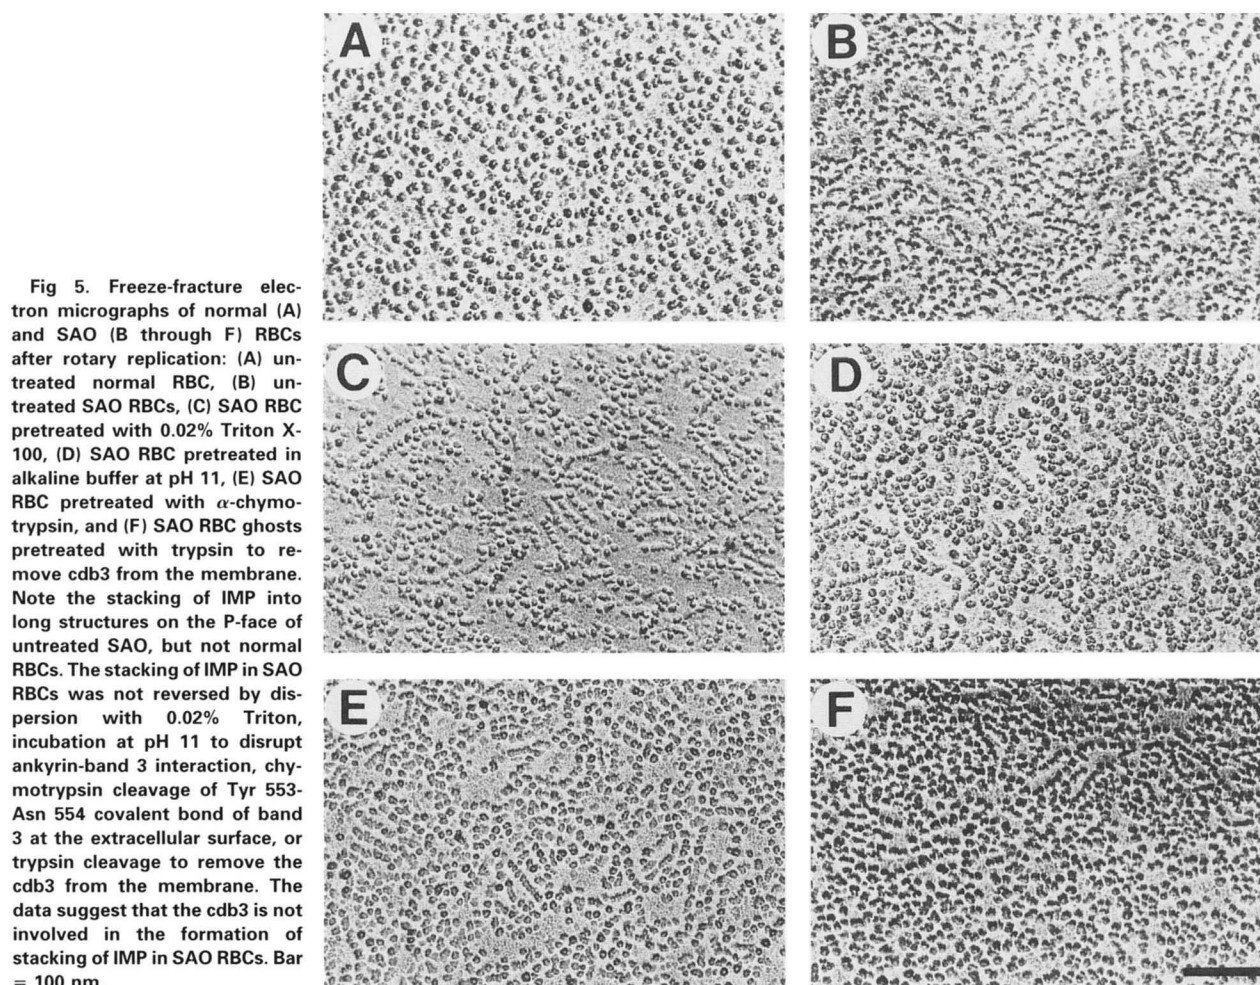 A
B
C
D
E
F
Fig 5. Freeze-fracture elec-
tron micrographs of normal (A)
and SAO (B through F) RBCs
after rotary replication: (A) un-
treated normal RBC, (B) un-
treated SAO RBCs, (C) SAO RBC
pretreated with 0.02% Triton X-
100, (D) SAO RBC pretreated in
alkaline buffer at pH 11, (E) SAO
RBC pretreated with α-chymo-
trypsin, and (F) SAO RBC ghosts
pretreated with trypsin to re-
move cdb3 from the membrane.
Note the stacking of IMP into
long structures on the P-face of
untreated SAO, but not normal
RBCs. The stacking of IMP in SAO
RBCs was not reversed by dis-
persion with 0.02% Triton,
incubation at pH 11 to disrupt
ankyrin-band 3 interaction, chy-
motrypsin cleavage of Tyr 553-
Asn 554 covalent bond of band
3 at the extracellular surface, or
trypsin cleavage to remove the
cdb3 from the membrane. The
data suggest that the cdb3 is not
involved in the formation of
stacking of IMP in SAO RBCs. Bar
= 100 nm